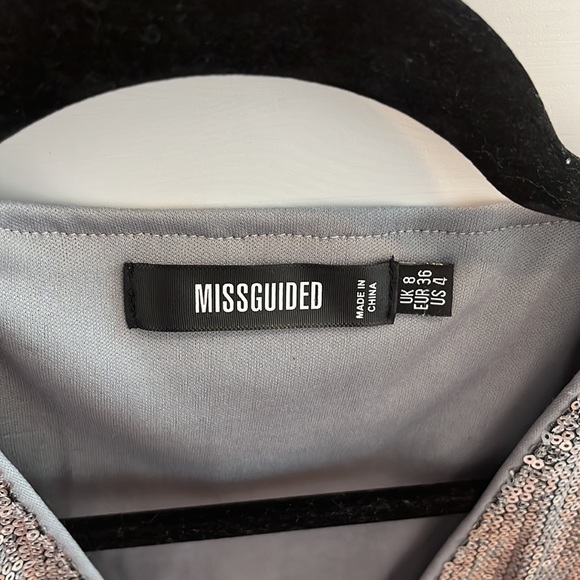 MISSGUIDED
MADE IN
CHINA
UK 8
EUR 36
US 4